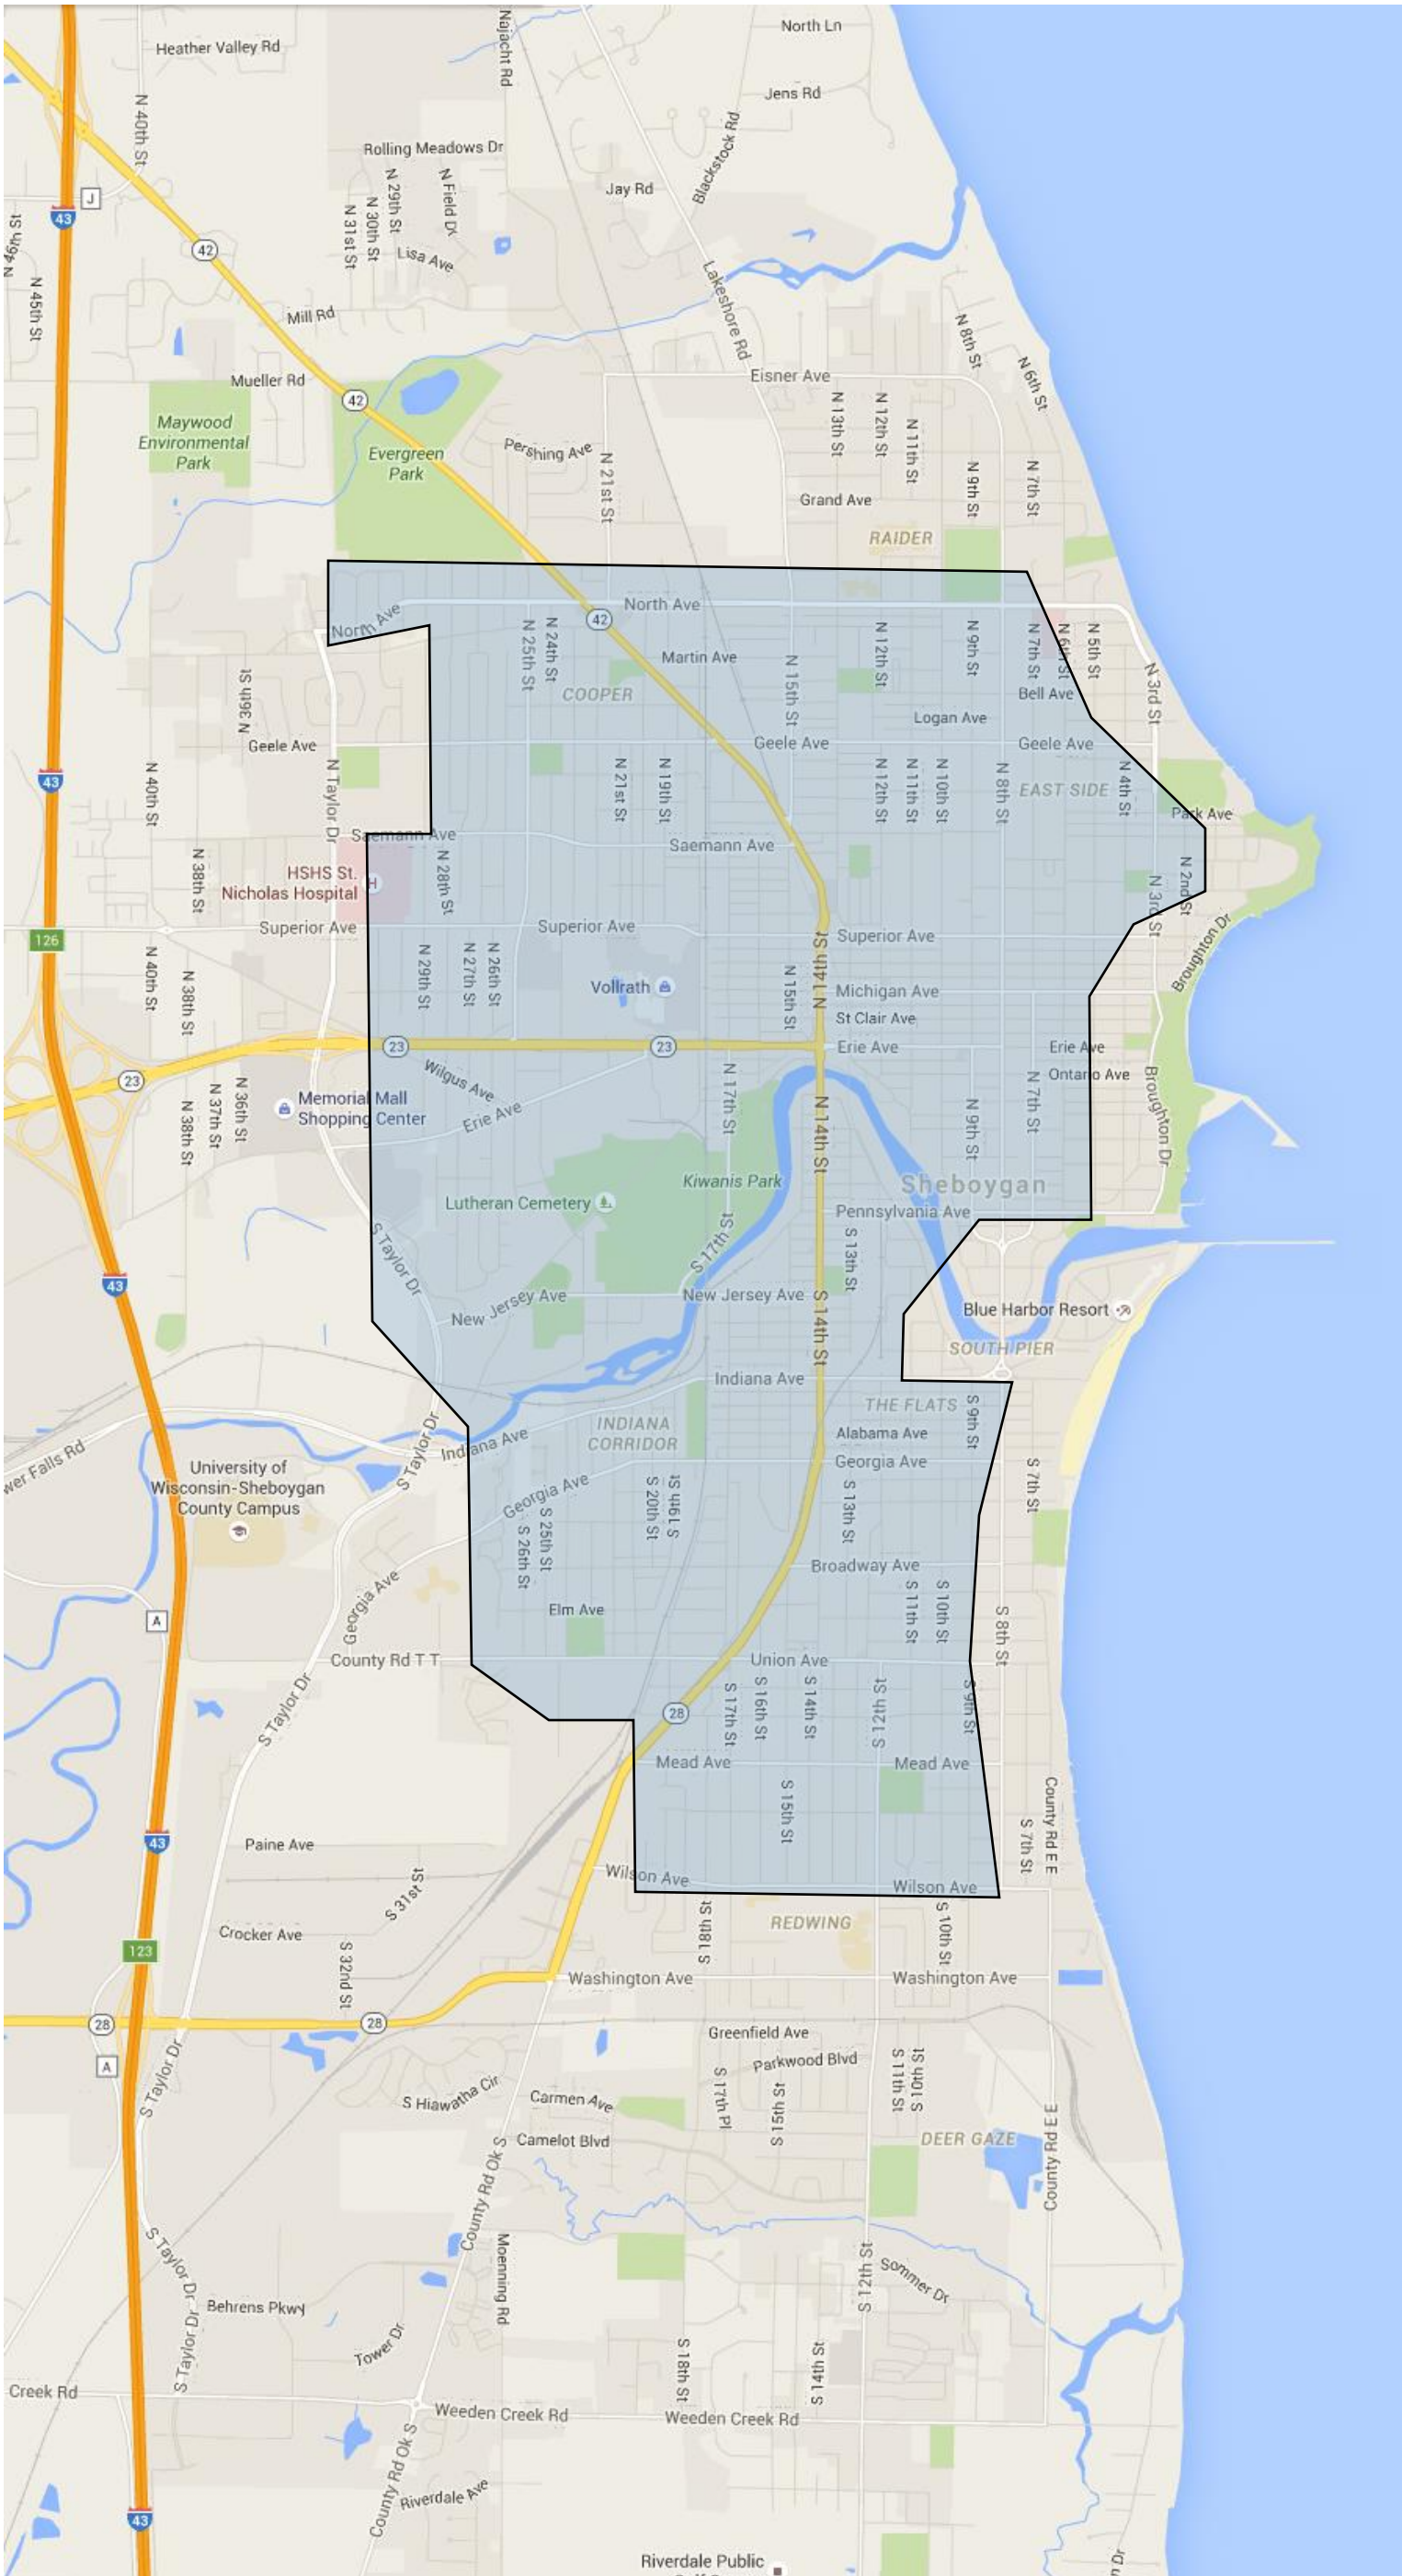 North Ln
Heather Valley Rd
Najacht Rd
Jens Rd
N 40th St
Blackstock Rd
Rolling Meadows Dr
N 29th St
N Field Dr
Jay Rd
J
N 30th St
N 31st St
43
N 46th St
42
Lisa Ave
Lakeshore Rd
N 45th St
Mill Rd
N 8th St
Mueller Rd
Eisner Ave
N 6th St
42
N 13th St
N 12th St
Maywood
Environmental
Park
N 11th St
Evergreen
Park
Pershing Ave
N 21st St
N 9th St
N 7th St
Grand Ave
RAIDER
North Ave
42
North Ave
N 25th St
N 24th St
N 12th St
N 9th St
N 7th St
N 6th St
N 5th St
Martin Ave
N 15th St
N 3rd St
N 36th St
COOPER
Bell Ave
Logan Ave
Geele Ave
Geele Ave
Geele Ave
43
N 40th St
N Taylor Dr
N 21st St
N 19th St
N 12th St
N 11th St
N 10th St
N 8th St
EAST SIDE
N 4th St
Park Ave
Saemann Ave
Saemann Ave
N 38th St
HSHS St.
Nicholas Hospital
H
N 28th St
N 2nd St
N 3rd St
Superior Ave
Superior Ave
Superior Ave
126
N 14th St
Broughton Dr
N 40th St
N 38th St
N 29th St
N 27th St
N 26th St
Vollrath
N 15th St
Michigan Ave
St Clair Ave
23
23
Erie Ave
Erie Ave
23
Wilgus Ave
Ontario Ave
N 36th St
N 37th St
N 38th St
Memorial Mall
Shopping Center
Erie Ave
N 17th St
N 14th St
N 9th St
N 7th St
Broughton Dr
Kiwanis Park
Sheboygan
Lutheran Cemetery
Pennsylvania Ave
S Taylor Dr
S 17th St
S 13th St
43
New Jersey Ave
New Jersey Ave
S 14th St
Blue Harbor Resort
SOUTH PIER
Indiana Ave
THE FLATS
S 9th St
INDIANA
CORRIDOR
Indiana Ave
S Taylor Dr
Alabama Ave
wer Falls Rd
University of
Wisconsin-Sheboygan
County Campus
Georgia Ave
Georgia Ave
S 20th St
S 19th St
S 13th St
S 7th St
S 25th St
S 26th St
Broadway Ave
Georgia Ave
A
Elm Ave
S 11th St
S 10th St
S 8th St
County Rd T T
Union Ave
S Taylor Dr
28
S 17th St
S 16th St
S 14th St
S 12th St
S 9th St
Mead Ave
Mead Ave
S 15th St
County Rd E E
S 7th St
43
Paine Ave
S 31st St
Wilson Ave
Wilson Ave
REDWING
S 18th St
S 10th St
Crocker Ave
123
S 32nd St
Washington Ave
Washington Ave
28
28
Greenfield Ave
A
Parkwood Blvd
S Taylor Dr
S 11th St
S 10th St
S Hiawatha Cir
Carmen Ave
S 17th Pl
S 15th St
Camelot Blvd
DEER GAZE
County Rd E E
County Rd Ok S
Moenning Rd
S Taylor Dr
S 12th St
Sommer Dr
Behrens Pkwy
S Taylor Dr
Tower Dr
S 18th St
S 14th St
Creek Rd
Weeden Creek Rd
Weeden Creek Rd
County Rd Ok S
Riverdale Ave
43
Riverdale Public
n Dr